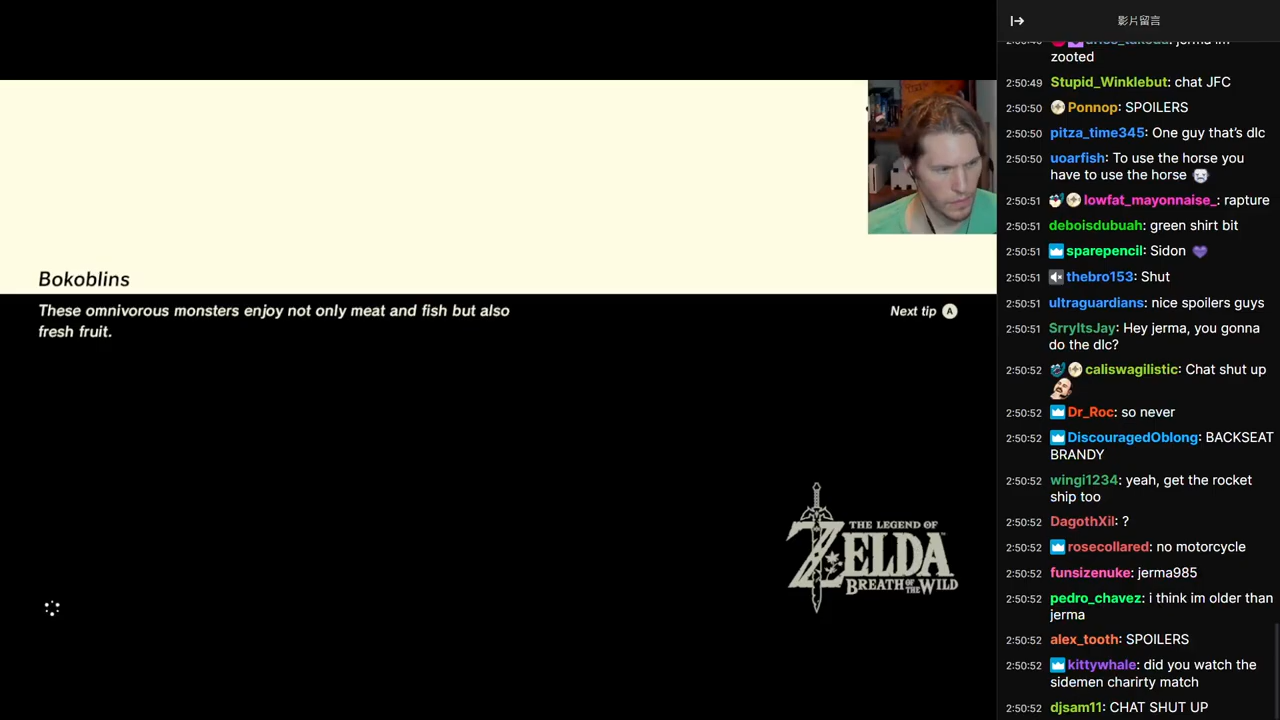 影片留言
zooted
2:50:49 Stupid_Winklebut: chat JFC
2:50:50 Ponnop: SPOILERS
2:50:50 pitza_time345: One guy that's dlc
2:50:50 uoarfish: To use the horse you
have to use the horse
2:50:51 lowfat_mayonnaise_: rapture
2:50:51 deboisdubuah: green shirt bit
2:50:51 sparepencil: Sidon
2:50:51 thebro153: Shut
2:50:51 ultraguardians: nice spoilers guys
2:50:51 SrryItsJay: Hey jerma, you gonna
do the dlc?
2:50:52 caliswagilistic: Chat shut up
2:50:52 Dr_Roc: so never
2:50:52 DiscouragedOblong: BACKSEAT
BRANDY
2:50:52 wingi1234: yeah, get the rocket
ship too
2:50:52 DagothXil: ?
2:50:52 rosecollared: no motorcycle
2:50:52 funsizenuke: jerma985
2:50:52 pedro_chavez: i think im older than
jerma
2:50:52 alex_tooth: SPOILERS
2:50:52 kittywhale: did you watch the
sidemen charirty match
2:50:52 djsam11: CHAT SHUT UP
Bokoblins
These omnivorous monsters enjoy not only meat and fish but also
fresh fruit.
Next tip A
THE LEGEND OF
ZELDA
BREATH OF THE WILD